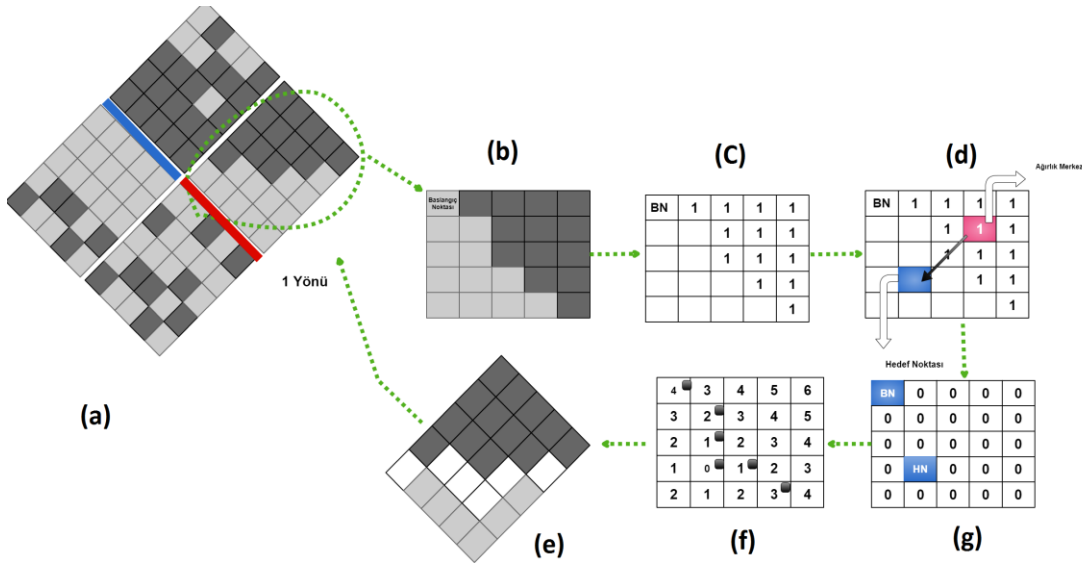 (b)
(C)
(d)
Ağırlık Merkez
Baslangıç
Noktası
BN 1 1 1 1
1 1 1
1 1 1
1 1
1
BN 1 1 1 1
1 1 1
1 1 1
1 1
1
1 Yönü
Hedef Noktası
(a)
4 3 4 5 6
3 2 3 4 5
2 1 2 3 4
1 0 1 2 3
2 1 2 3 4
BN 0 0 0 0
0 0 0 0 0
0 0 0 0 0
0 HN 0 0 0
0 0 0 0 0
(e)
(f)
(g)